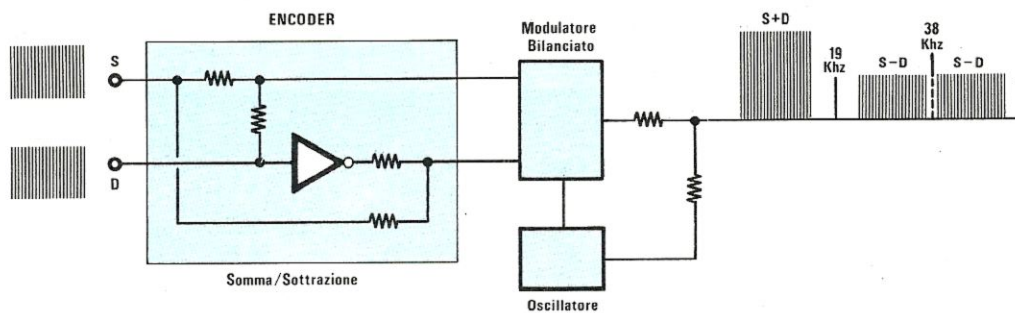 ENCODER
S
D
Somma/Sottrazione
Modulatore
Bilanciato
Oscillatore
S+D
19
Khz
S–D
38
Khz
S–D